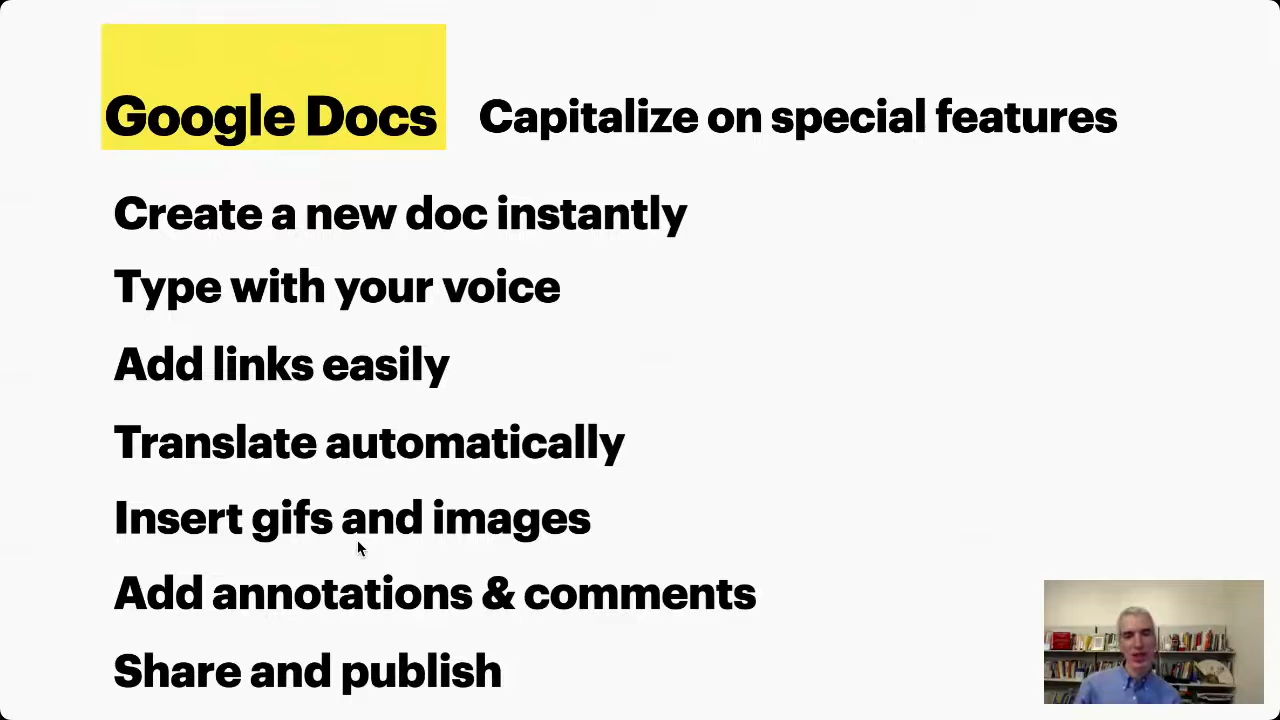 Google Docs Capitalize on special features
Create a new doc instantly
Type with your voice
Add links easily
Translate automatically
Insert gifs and images
Add annotations & comments
Share and publish